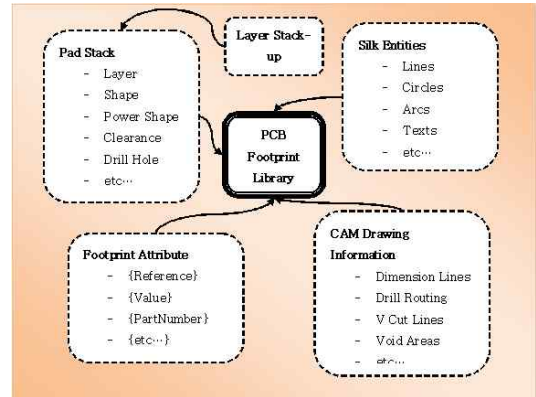 Layer Stack-
up
Pad Stack
- Layer
- Shape
- Power Shape
- Clearance
- Drill Hole
- etc⋯
Silk Entities
- Lines
- Circles
- Arcs
- Texts
- etc⋯
PCB
Footprint
Library
Footprint Attribute
- {Reference}
- {Value}
- {PartNumber}
- {etc⋯}
CAM Drawing
Information
- Dimension Lines
- Drill Routing
- V Cut Lines
- Void Areas
- etc⋯